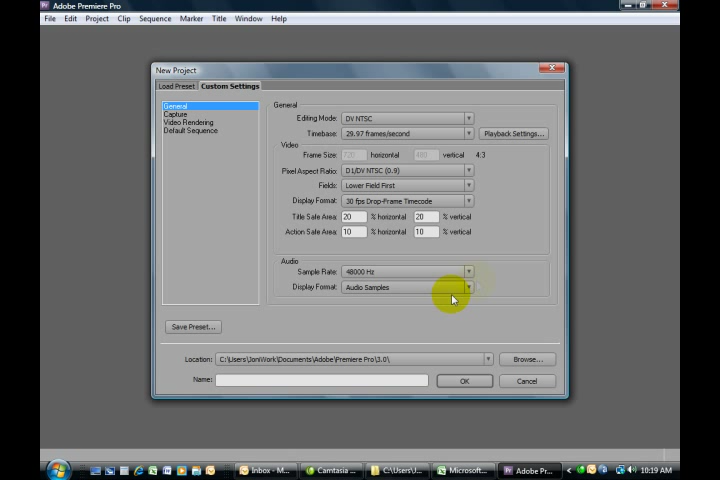 Adobe Premiere Pro
File Edit Project Clip Sequence Marker Title Window Help
New Project
Load Preset Custom Settings
General
Capture
Video Rendering
Default Sequence
General
Editing Mode: DV NTSC
Timebase: 29.97 frames/second Playback Settings...
Video
Frame Size: 720 horizontal 480 vertical 4:3
Pixel Aspect Ratio: D1/DV NTSC (0.9)
Fields: Lower Field First
Display Format: 30 fps Drop-Frame Timecode
Title Safe Area: 20 % horizontal 20 % vertical
Action Safe Area: 10 % horizontal 10 % vertical
Audio
Sample Rate: 48000 Hz
Display Format: Audio Samples
Save Preset...
Location: C:\Users\JoniWork\Documents\Adobe\Premiere Pro\3.0\ Browse...
Name: OK Cancel
Inbox - M... Camtasia ... C:\Users\J... Microsoft... Pr Adobe Pr... 10:19 AM